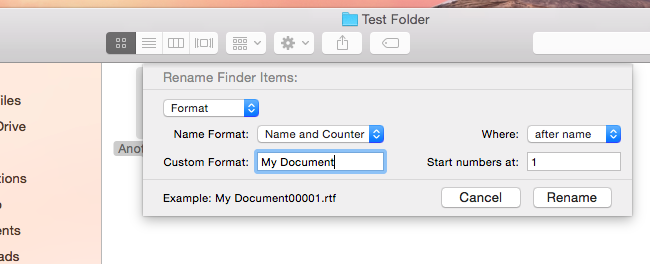 Test Folder
Rename Finder Items:
Format
Name Format: Name and Counter Where: after name
Custom Format: My Document Start numbers at: 1
Example: My Document00001.rtf Cancel Rename
iles
Drive
Anot
tions
ents
ads